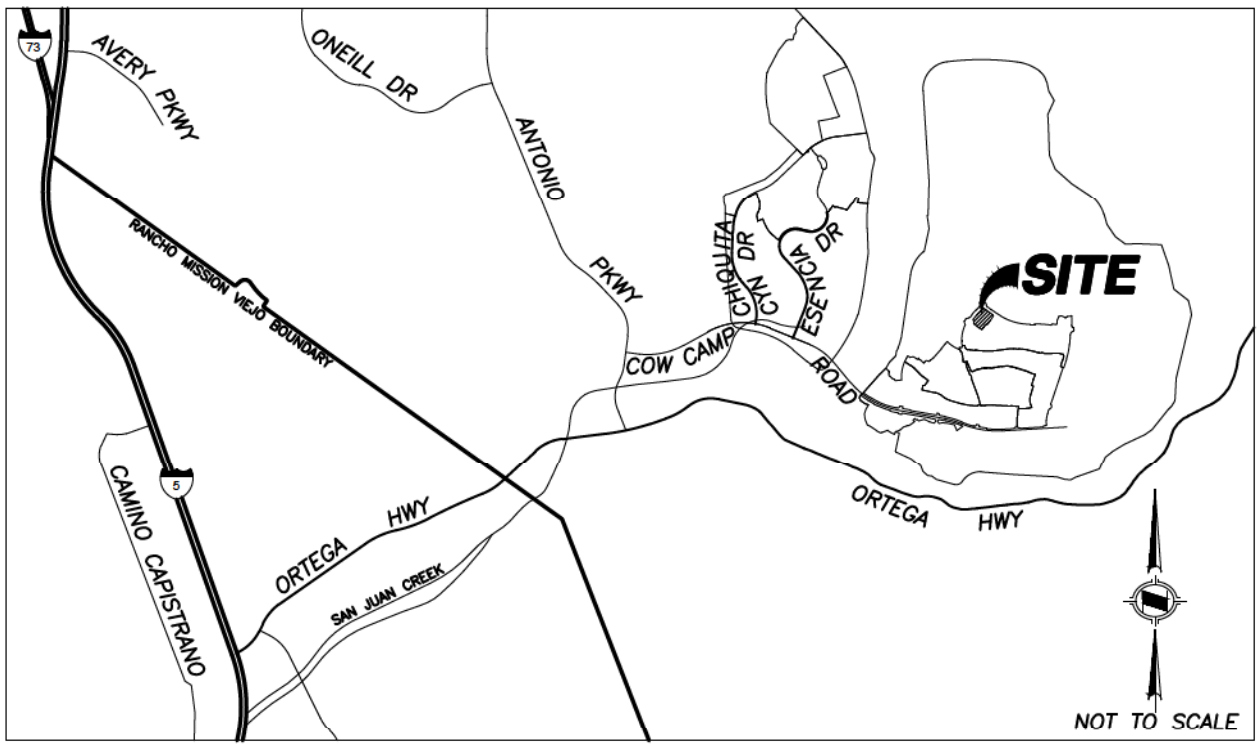 73
AVERY PKWY
ONEILL DR
ANTONIO
PKWY
RANCHO MISSION VIEJO BOUNDARY
CHIQUITA
CYN DR
ESENCIA DR
SITE
COW CAMP
ROAD
5
CAMINO CAPISTRANO
ORTEGA HWY
SAN JUAN CREEK
ORTEGA HWY
NOT TO SCALE